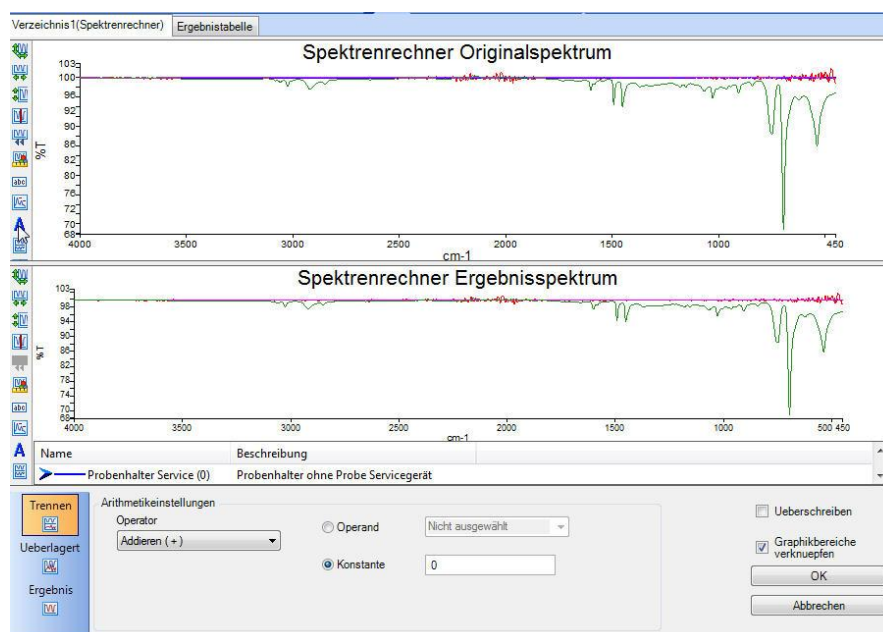 Verzeichnis1(Spektrenrechner) Ergebnistabelle
Spektrenrechner Originalspektrum
103
100
96
92
90
86
82
80
76
72
70
68
%T
4000 3500 3000 2500 2000 1500 1000 450
cm-1
abc
A
Spektrenrechner Ergebnisspektrum
103
98
94
90
86
82
78
74
70
68
%T
4000 3500 3000 2500 2000 1500 1000 500 450
cm-1
abc
A
Name Beschreibung
Probenhalter Service (0) Probenhalter ohne Probe Servicegerät
Trennen
Ueberlagert
Ergebnis
Arithmetikeinstellungen
Operator
Addieren ( + )
Operand Nicht ausgewählt
Konstante 0
Ueberschreiben
Graphikbereiche
verknuepfen
OK
Abbrechen